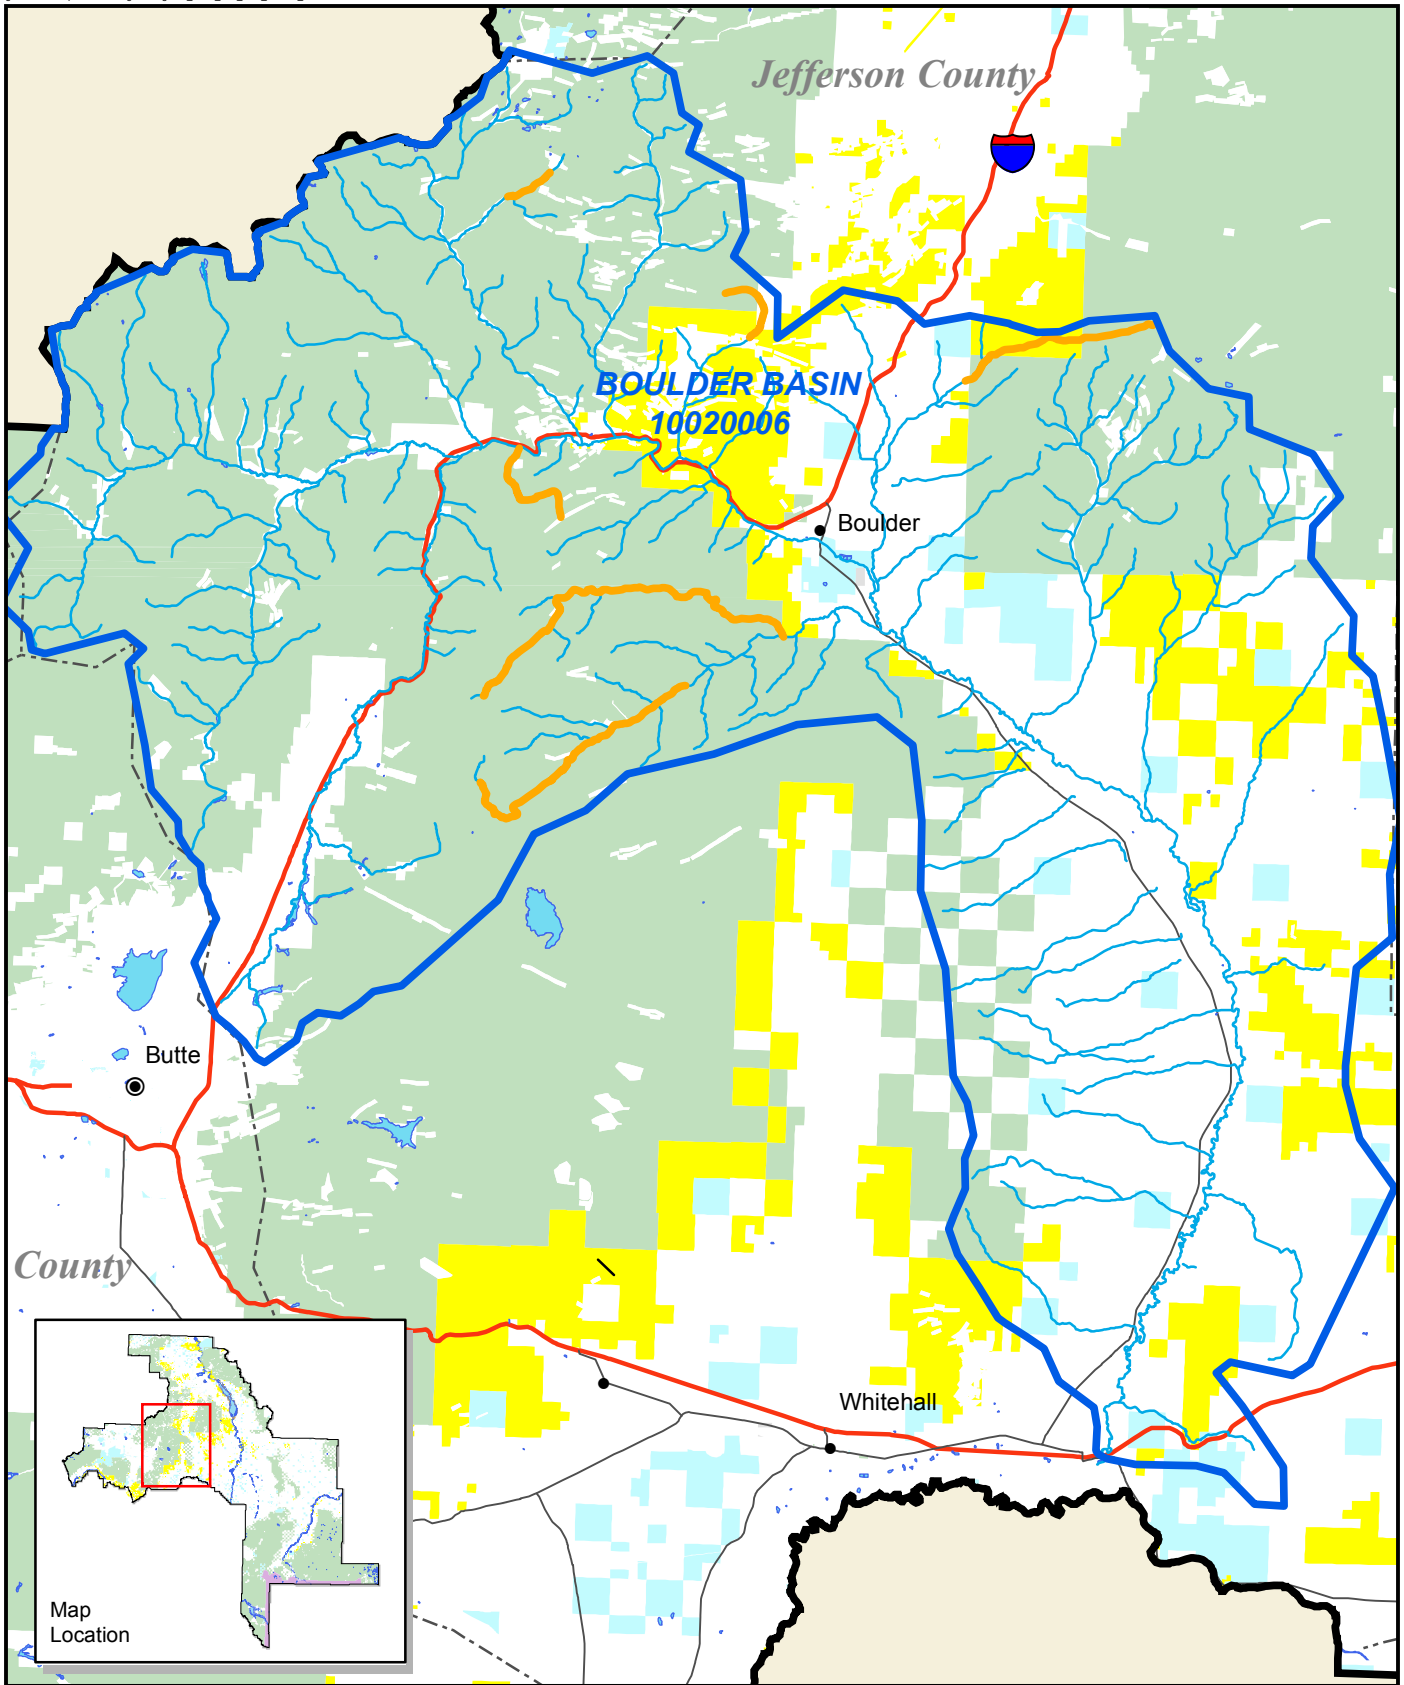 Jefferson County
BOULDER BASIN
10020006
Boulder
Butte
County
Whitehall
Map
Location